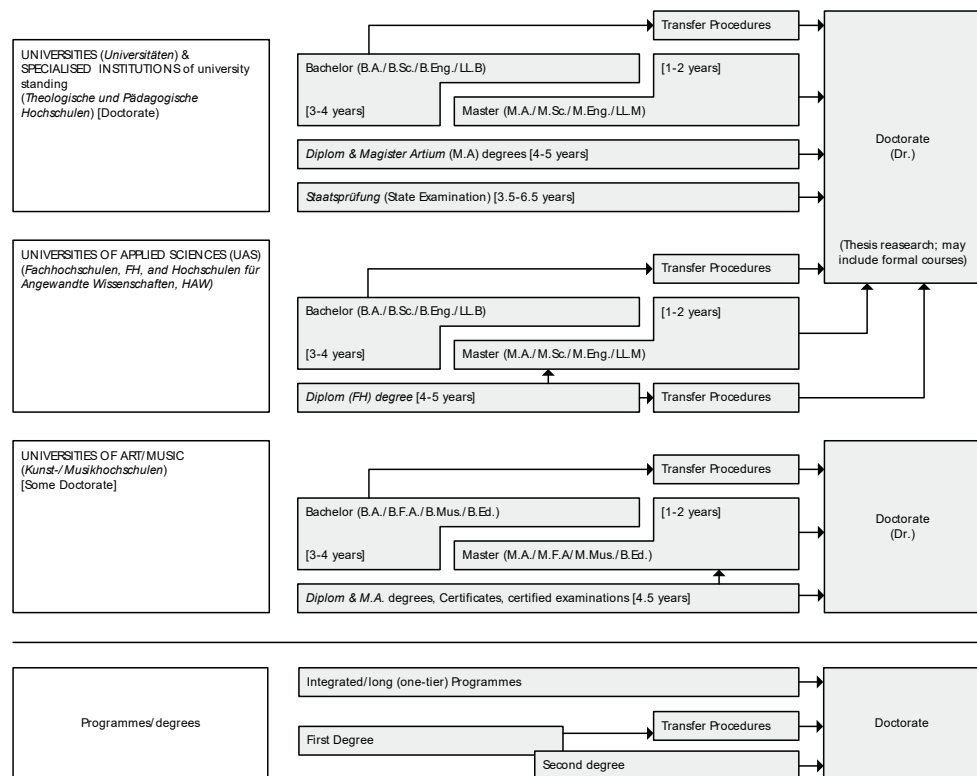 Transfer Procedures
UNIVERSITIES (Universitäten) &
SPECIALISED INSTITUTIONS of university
standing
(Theologische und Pädagogische
Hochschulen) [Doctorate)
Bachelor (B.A./B.Sc./B.Eng./LL.B)
[1-2 years]
[3-4 years]
Master (M.A./M.Sc./M.Eng./LL.M)
Doctorate
(Dr.)
Diplom & Magister Artium (M.A) degrees [4-5 years]
Staatsprüfung (State Examination) [3.5-6.5 years]
(Thesis reasearch; may
include formal courses)
UNIVERSITIES OF APPLIED SCIENCES (UAS)
(Fachhochschulen, FH, and Hochschulen für
Angewandte Wissenschaften, HAW)
Transfer Procedures
Bachelor (B.A./B.Sc./B.Eng./LL.B)
[1-2 years]
[3-4 years]
Master (M.A./M.Sc./M.Eng./LL.M)
Diplom (FH) degree [4-5 years]
Transfer Procedures
UNIVERSITIES OF ART/MUSIC
(Kunst-/Musikhochschulen)
[Some Doctorate]
Transfer Procedures
Bachelor (B.A./B.F.A./B.Mus./B.Ed.)
[1-2 years]
[3-4 years]
Master (M.A./M.F.A/M.Mus./B.Ed.)
Doctorate
(Dr.)
Diplom & M.A. degrees, Certificates, certified examinations [4.5 years]
Programmes/degrees
Integrated/long (one-tier) Programmes
Transfer Procedures
Doctorate
First Degree
Second degree